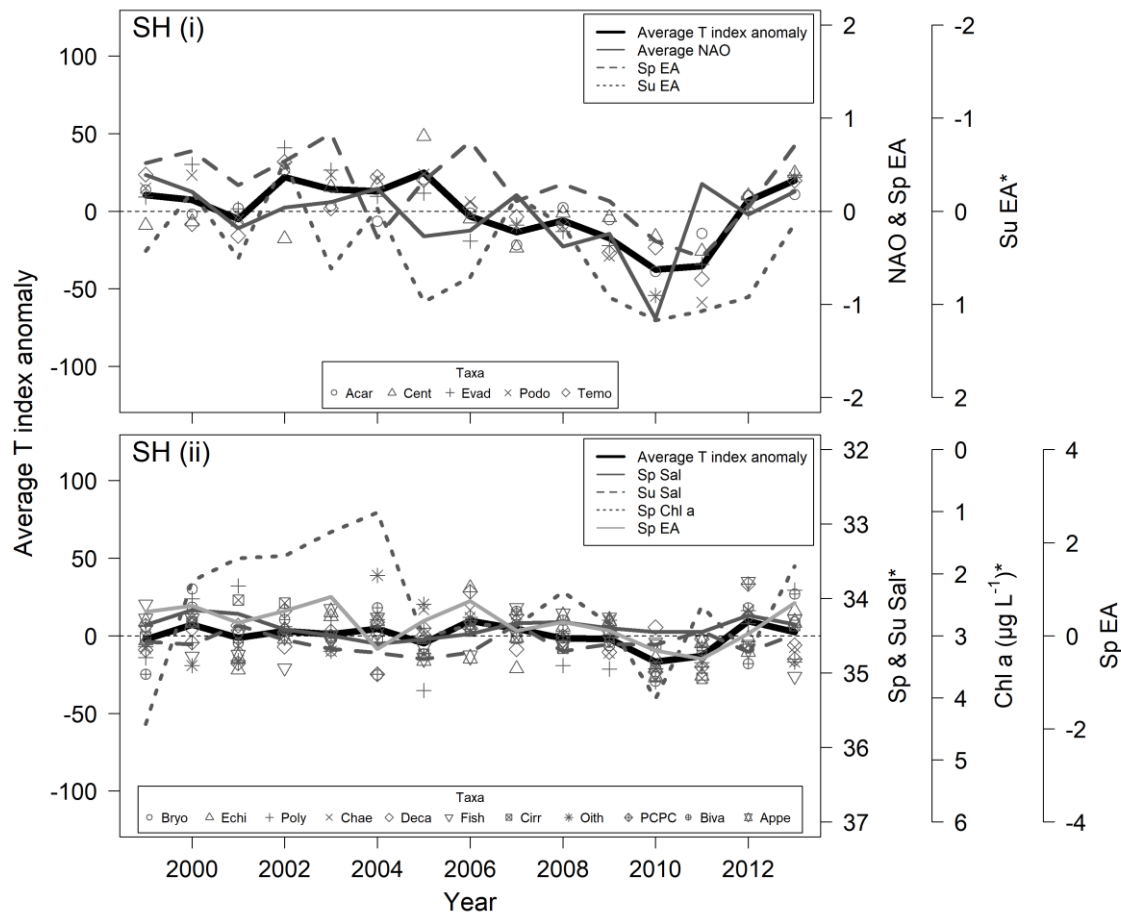 SH (i)
Average T index anomaly
Average NAO
Sp EA
Su EA
100
50
0
-50
-100
2
1
0
-1
-2
NAO & Sp EA
-2
-1
0
1
2
Su EA*
Taxa
Acar Cent Evad Podo Temo
Average T index anomaly
SH (ii)
Average T index anomaly
Sp Sal
Su Sal
Sp Chl a
Sp EA
100
50
0
-50
-100
32
33
34
35
36
37
Sp & Su Sal*
0
1
2
3
4
5
6
Chl a (µg L⁻¹)*
4
2
0
-2
-4
Sp EA
Taxa
Bryo Echi Poly Chae Deca Fish Cirr Oith PCPC Biva Appe
2000 2002 2004 2006 2008 2010 2012
Year